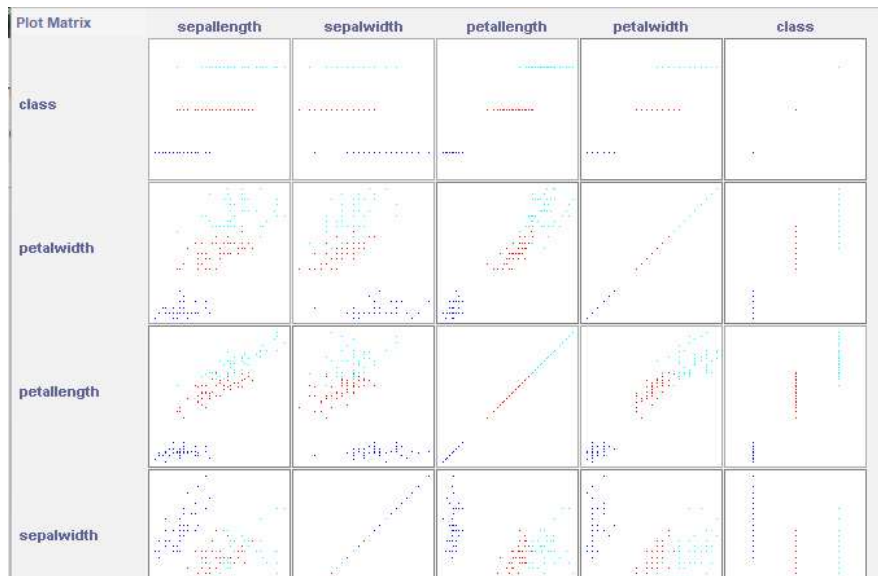 Plot Matrix sepallength sepalwidth petallength petalwidth class
class
petalwidth
petallength
sepalwidth